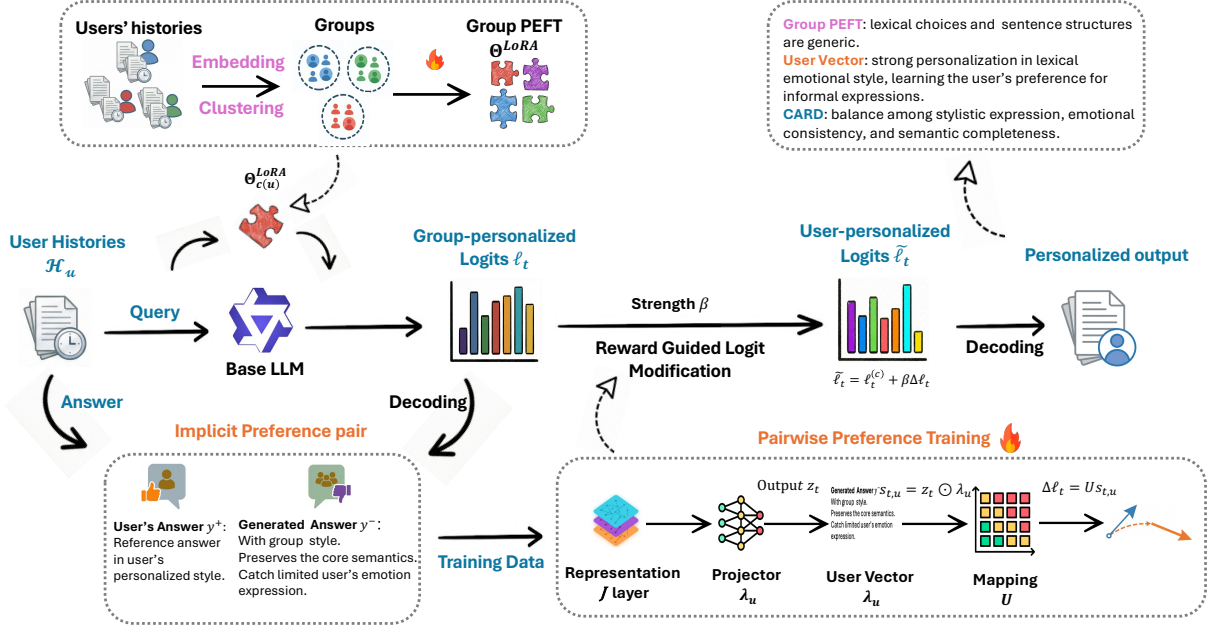 Users' histories
Embedding
Clustering
Groups
Group PEFT
Θ^{LoRA}
Group PEFT: lexical choices and sentence structures
are generic.
User Vector: strong personalization in lexical
emotional style, learning the user's preference for
informal expressions.
CARD: balance among stylistic expression, emotional
consistency, and semantic completeness.
Θ^{LoRA}_{c(u)}
User Histories
ℋ_u
Query
Base LLM
Group-personalized
Logits ℓ_t
Strength β
Reward Guided Logit
Modification
User-personalized
Logits ℓ̃_t
ℓ̃_t = ℓ_t^{(c)} + βΔℓ_t
Decoding
Personalized output
Answer
Decoding
Implicit Preference pair
User's Answer y⁺:
Reference answer
in user's
personalized style.
Generated Answer y⁻:
With group style.
Preserves the core semantics.
Catch limited user's emotion
expression.
Training Data
Pairwise Preference Training
Representation
J layer
Output z_t
Projector
λ_u
Generated Answer y⁻
s_{t,u} = z_t ⊙ λ_u
With group style.
Preserves the core semantics.
Catch limited user's emotion
expression.
User Vector
λ_u
Mapping
U
Δℓ_t = Us_{t,u}